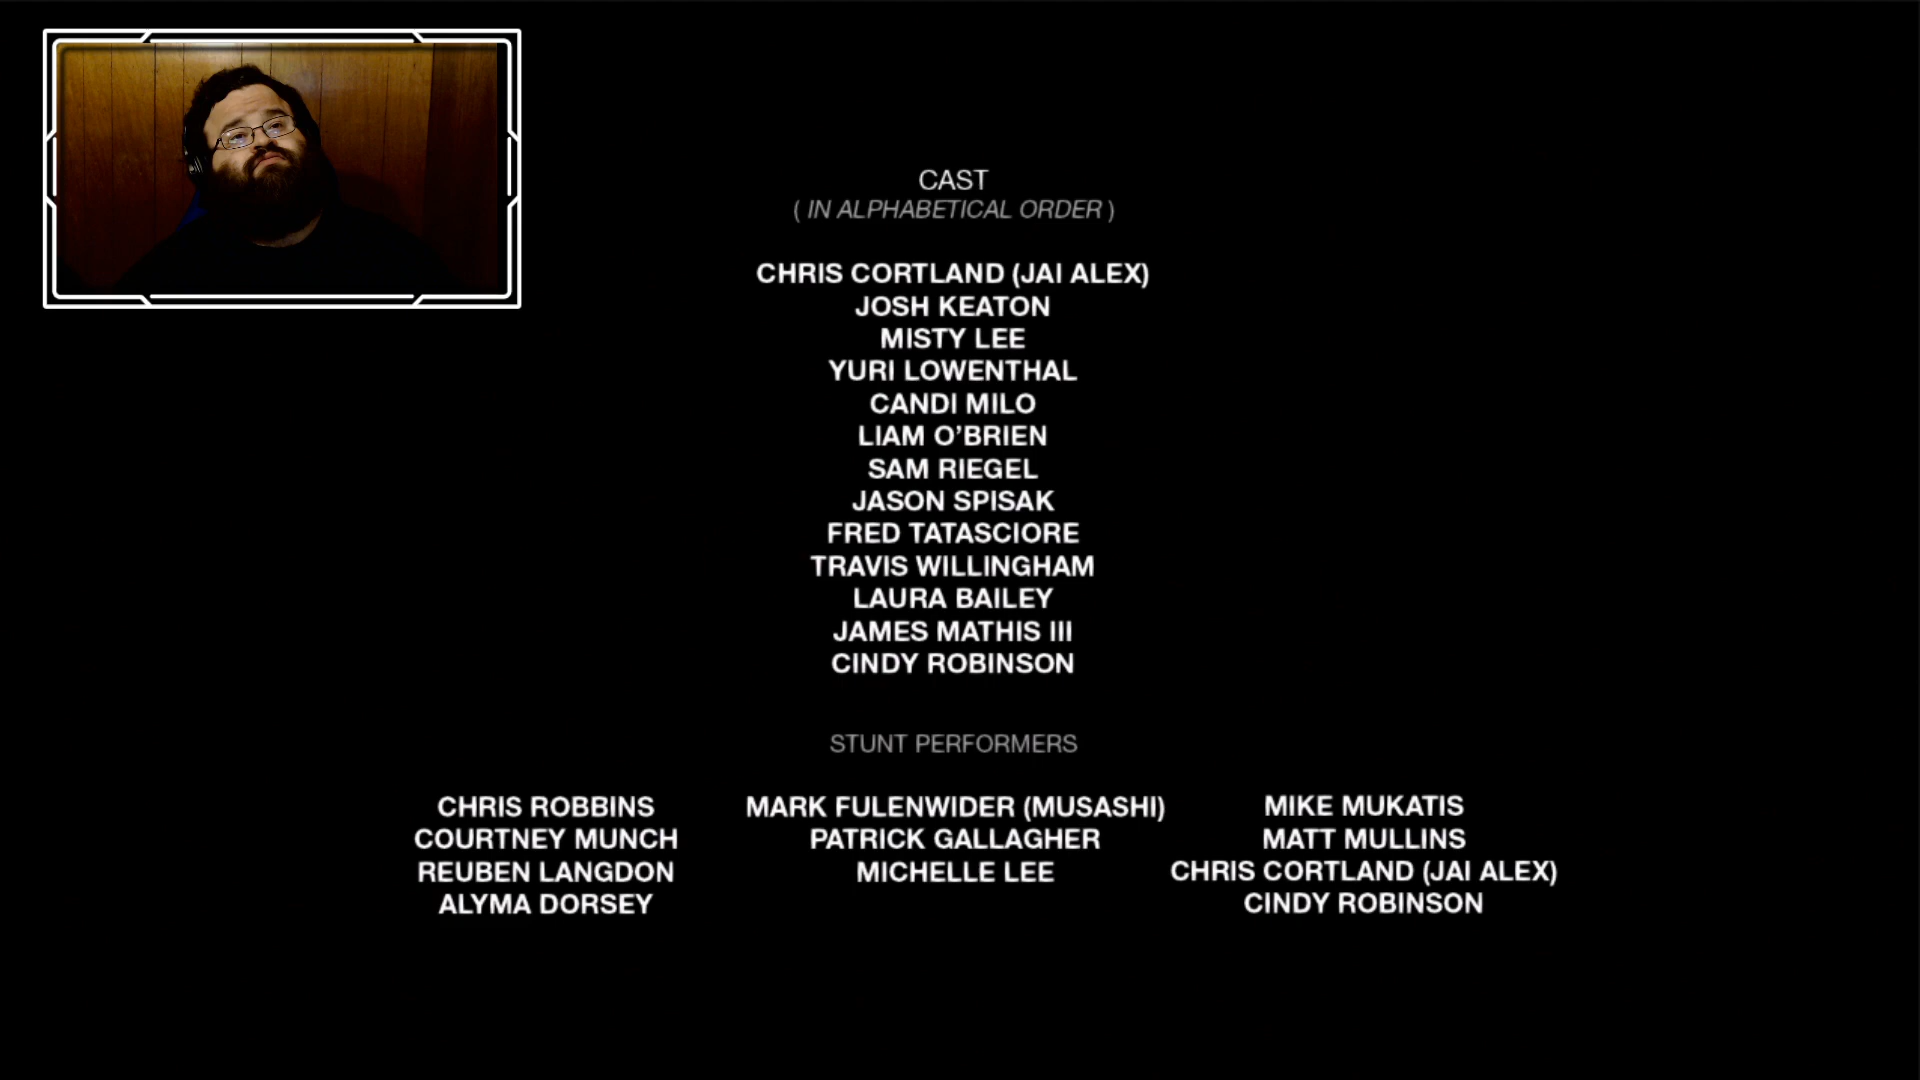 CAST
( IN ALPHABETICAL ORDER )
CHRIS CORTLAND (JAI ALEX)
JOSH KEATON
MISTY LEE
YURI LOWENTHAL
CANDI MILO
LIAM O’BRIEN
SAM RIEGEL
JASON SPISAK
FRED TATASCIORE
TRAVIS WILLINGHAM
LAURA BAILEY
JAMES MATHIS III
CINDY ROBINSON
STUNT PERFORMERS
CHRIS ROBBINS
COURTNEY MUNCH
REUBEN LANGDON
ALYMA DORSEY
MARK FULENWIDER (MUSASHI)
PATRICK GALLAGHER
MICHELLE LEE
MIKE MUKATIS
MATT MULLINS
CHRIS CORTLAND (JAI ALEX)
CINDY ROBINSON